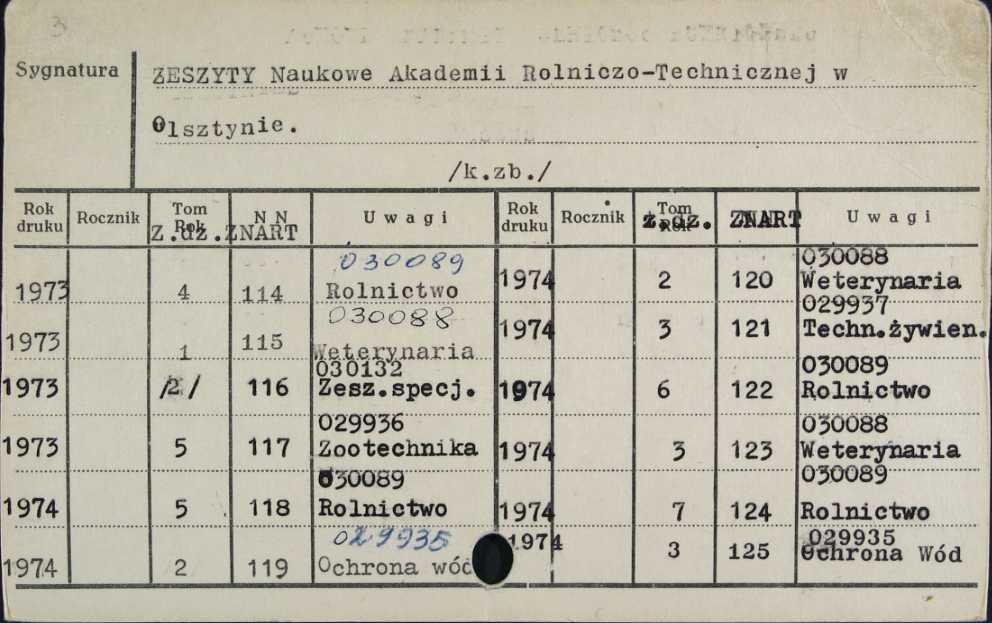 3
Sygnatura ZESZYTY Naukowe Akademii Rolniczo-Technicznej w
Olsztynie.
/k.zb./
Rok druku Rocznik Tom Rok Z.dz. N N ZNART Uwagi Rok druku Rocznik Tom Rok z.dz. ZNART Uwagi
030089 030088
1973 4 114 Rolnictwo 1974 2 120 Weterynaria
030088 029937
1973 1 115 Weterynaria 1974 3 121 Techn.żywien.
030132 030089
1973 /2/ 116 Zesz.specj. 1974 6 122 Rolnictwo
029936 030088
1973 5 117 Zootechnika 1974 3 123 Weterynaria
030089 030089
1974 5 118 Rolnictwo 1974 7 124 Rolnictwo
029935 029935
1974 2 119 Ochrona wód 1974 3 125 Ochrona Wód